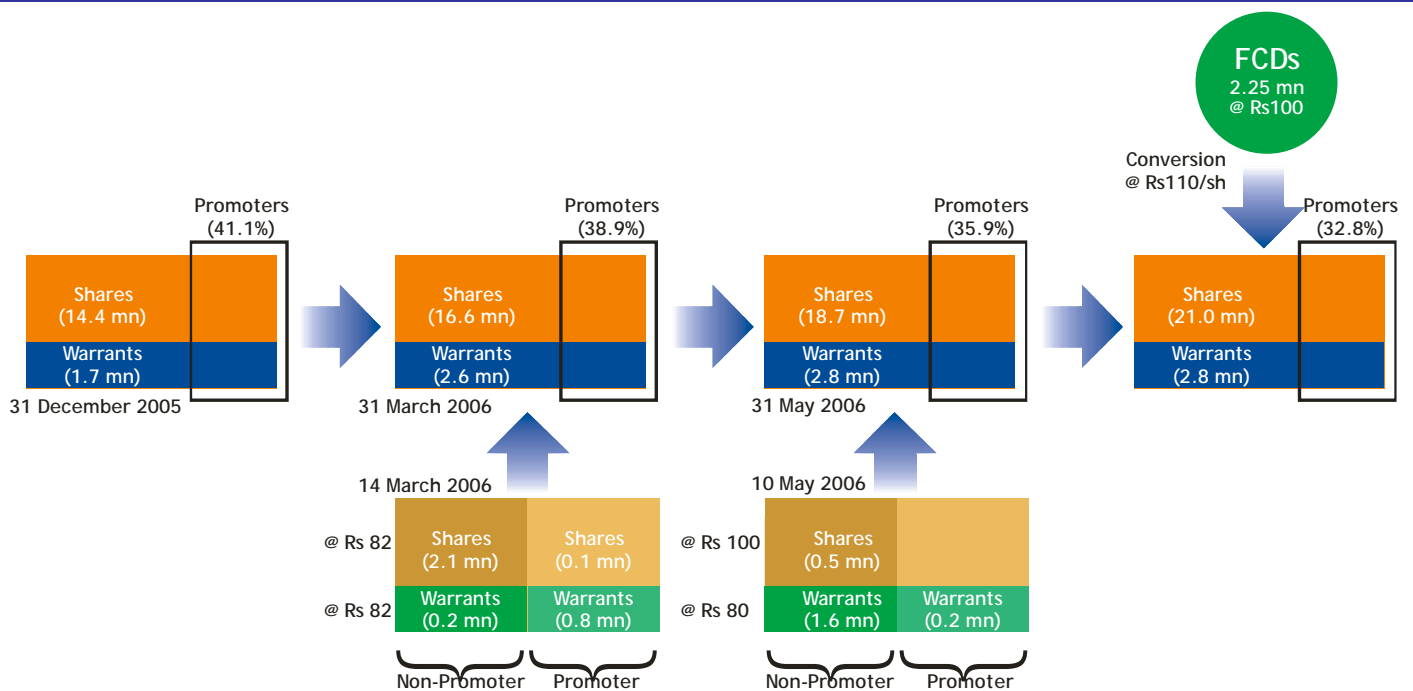 FCDs
2.25 mn
@ Rs100
Conversion
@ Rs110/sh
Promoters
(41.1%)
Promoters
(38.9%)
Promoters
(35.9%)
Promoters
(32.8%)
Shares
(14.4 mn)
Warrants
(1.7 mn)
31 December 2005
Shares
(16.6 mn)
Warrants
(2.6 mn)
31 March 2006
Shares
(18.7 mn)
Warrants
(2.8 mn)
31 May 2006
Shares
(21.0 mn)
Warrants
(2.8 mn)
14 March 2006
@ Rs 82
Shares
(2.1 mn)
Shares
(0.1 mn)
@ Rs 82
Warrants
(0.2 mn)
Warrants
(0.8 mn)
Non-Promoter
Promoter
10 May 2006
@ Rs 100
Shares
(0.5 mn)
@ Rs 80
Warrants
(1.6 mn)
Warrants
(0.2 mn)
Non-Promoter
Promoter